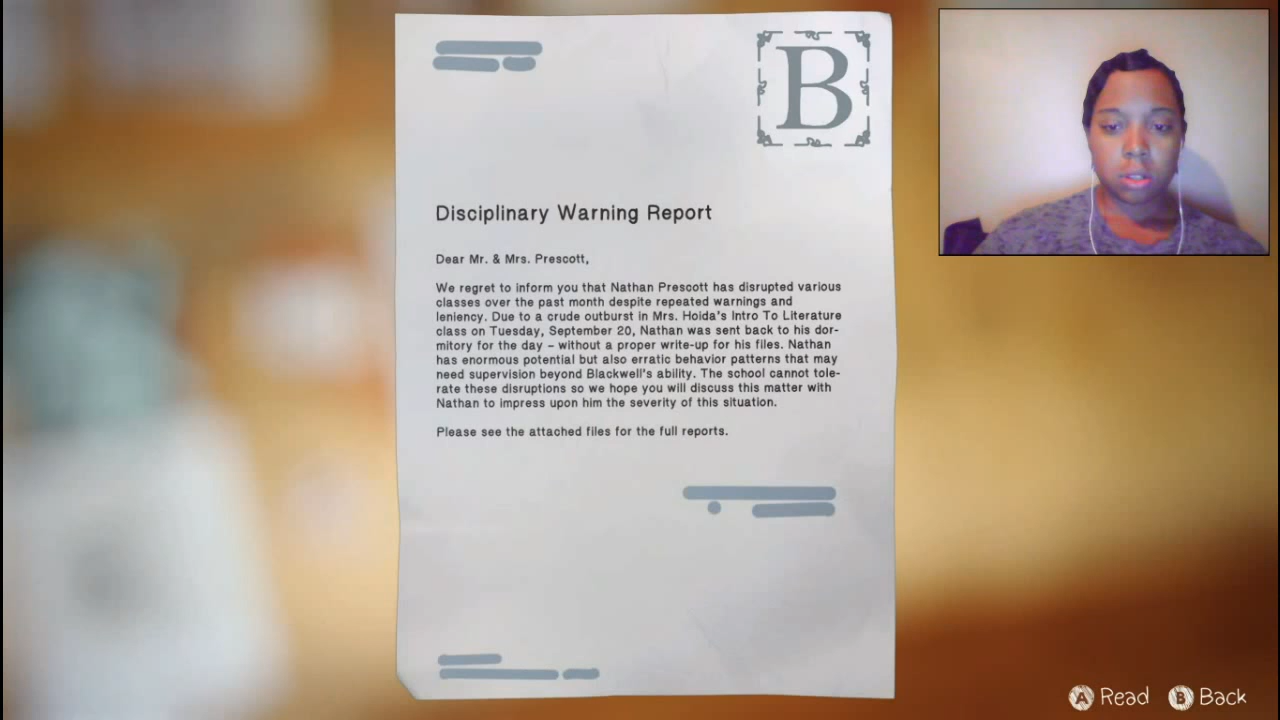 B
Disciplinary Warning Report
Dear Mr. & Mrs. Prescott,
We regret to inform you that Nathan Prescott has disrupted various
classes over the past month despite repeated warnings and
leniency. Due to a crude outburst in Mrs. Hoida's Intro To Literature
class on Tuesday, September 20, Nathan was sent back to his dor-
mitory for the day – without a proper write-up for his files. Nathan
has enormous potential but also erratic behavior patterns that may
need supervision beyond Blackwell's ability. The school cannot tole-
rate these disruptions so we hope you will discuss this matter with
Nathan to impress upon him the severity of this situation.
Please see the attached files for the full reports.
A Read B Back